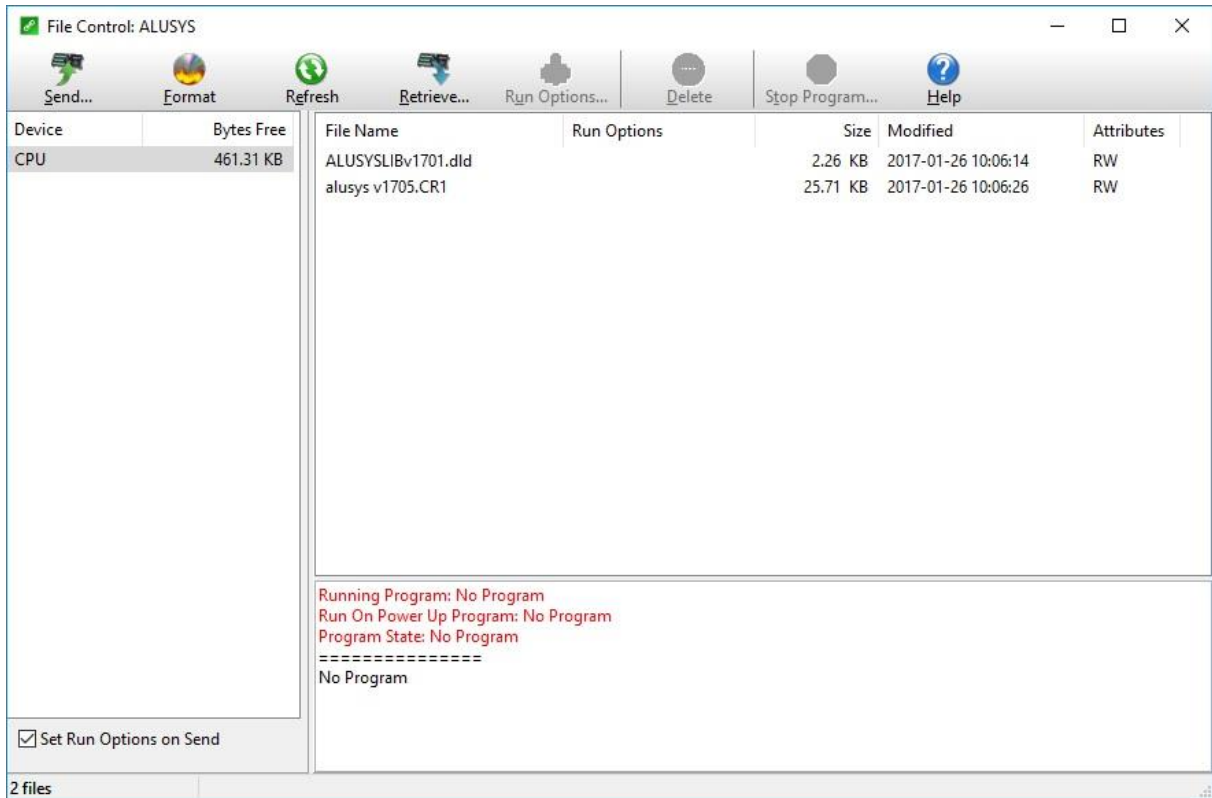 File Control: ALUSYS
Send... Format Refresh Retrieve... Run Options... Delete Stop Program... Help
Device Bytes Free
CPU 461.31 KB
File Name Run Options Size Modified Attributes
ALUSYSLIBv1701.dld 2.26 KB 2017-01-26 10:06:14 RW
alusys v1705.CR1 25.71 KB 2017-01-26 10:06:26 RW
Running Program: No Program
Run On Power Up Program: No Program
Program State: No Program
===============
No Program
Set Run Options on Send
2 files